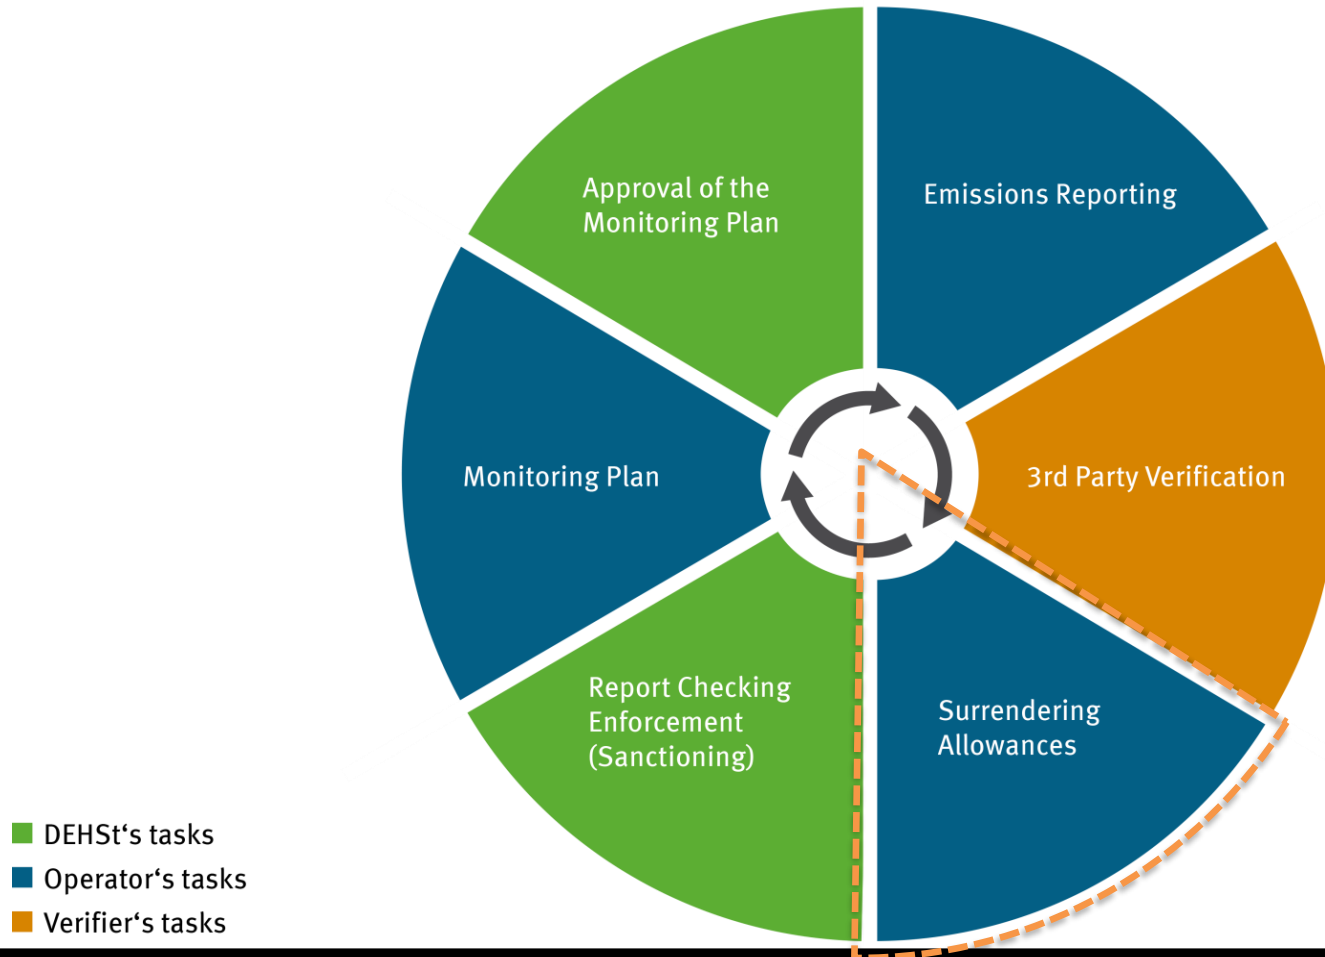 Approval of the
Monitoring Plan
Emissions Reporting
Monitoring Plan
3rd Party Verification
Report Checking
Enforcement
(Sanctioning)
Surrendering
Allowances
DEHSt‘s tasks
Operator‘s tasks
Verifier‘s tasks